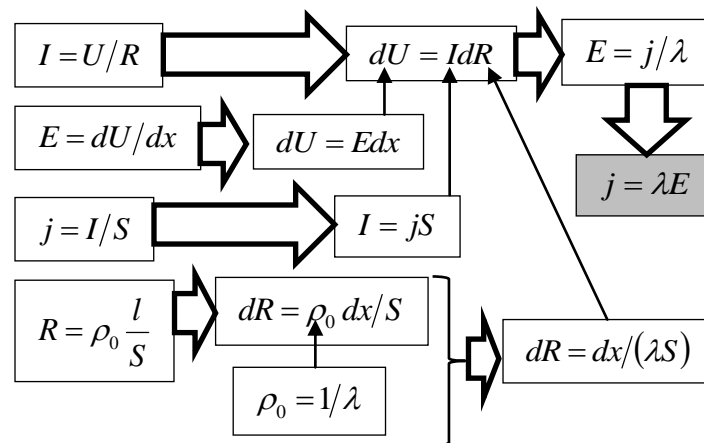 I = U/R
dU = IdR
E = j/λ
E = dU/dx
dU = Edx
j = λE
j = I/S
I = jS
R = ρ₀ l/S
dR = ρ₀ dx/S
dR = dx/(λS)
ρ₀ = 1/λ